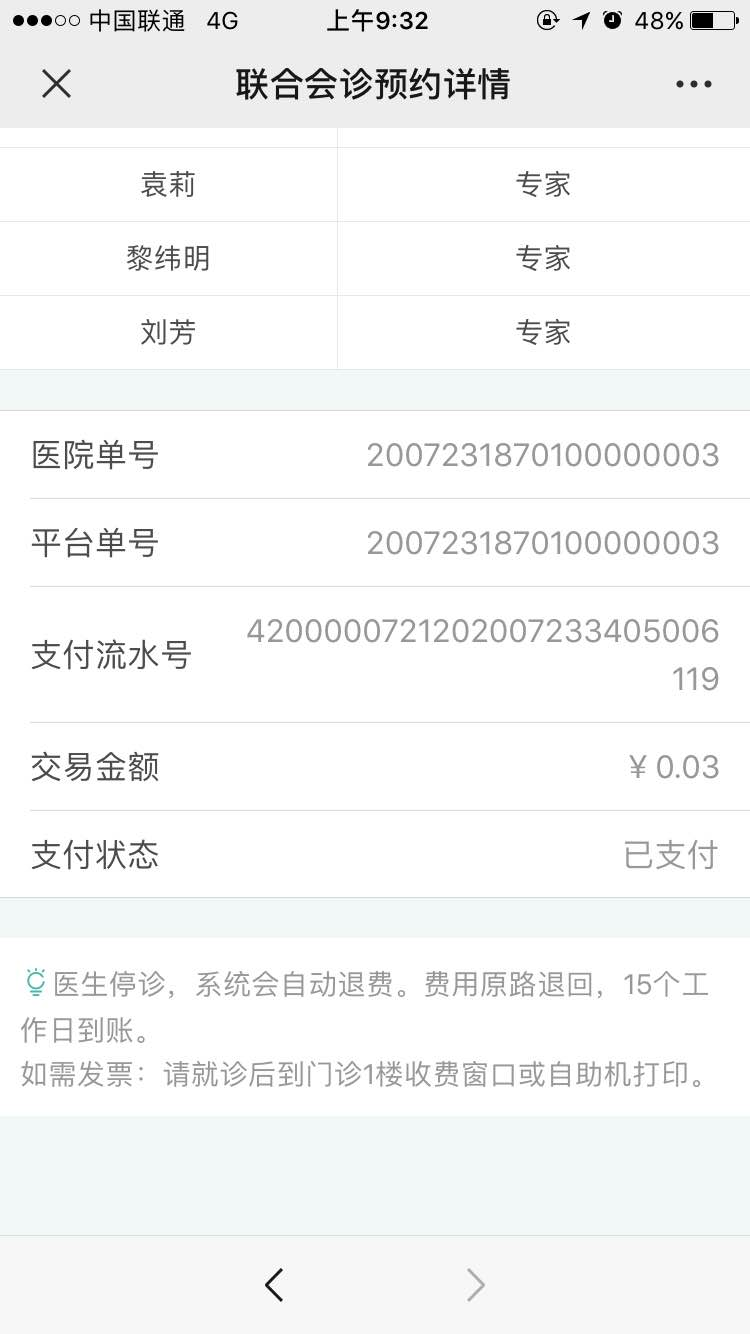 中国联通 4G 上午9:32 48%
联合会诊预约详情
袁莉 专家
黎纬明 专家
刘芳 专家
医院单号 2007231870100000003
平台单号 2007231870100000003
支付流水号 4200000721202007233405006
119
交易金额 ¥ 0.03
支付状态 已支付
医生停诊，系统会自动退费。费用原路退回，15个工
作日到账。
如需发票：请就诊后到门诊1楼收费窗口或自助机打印。